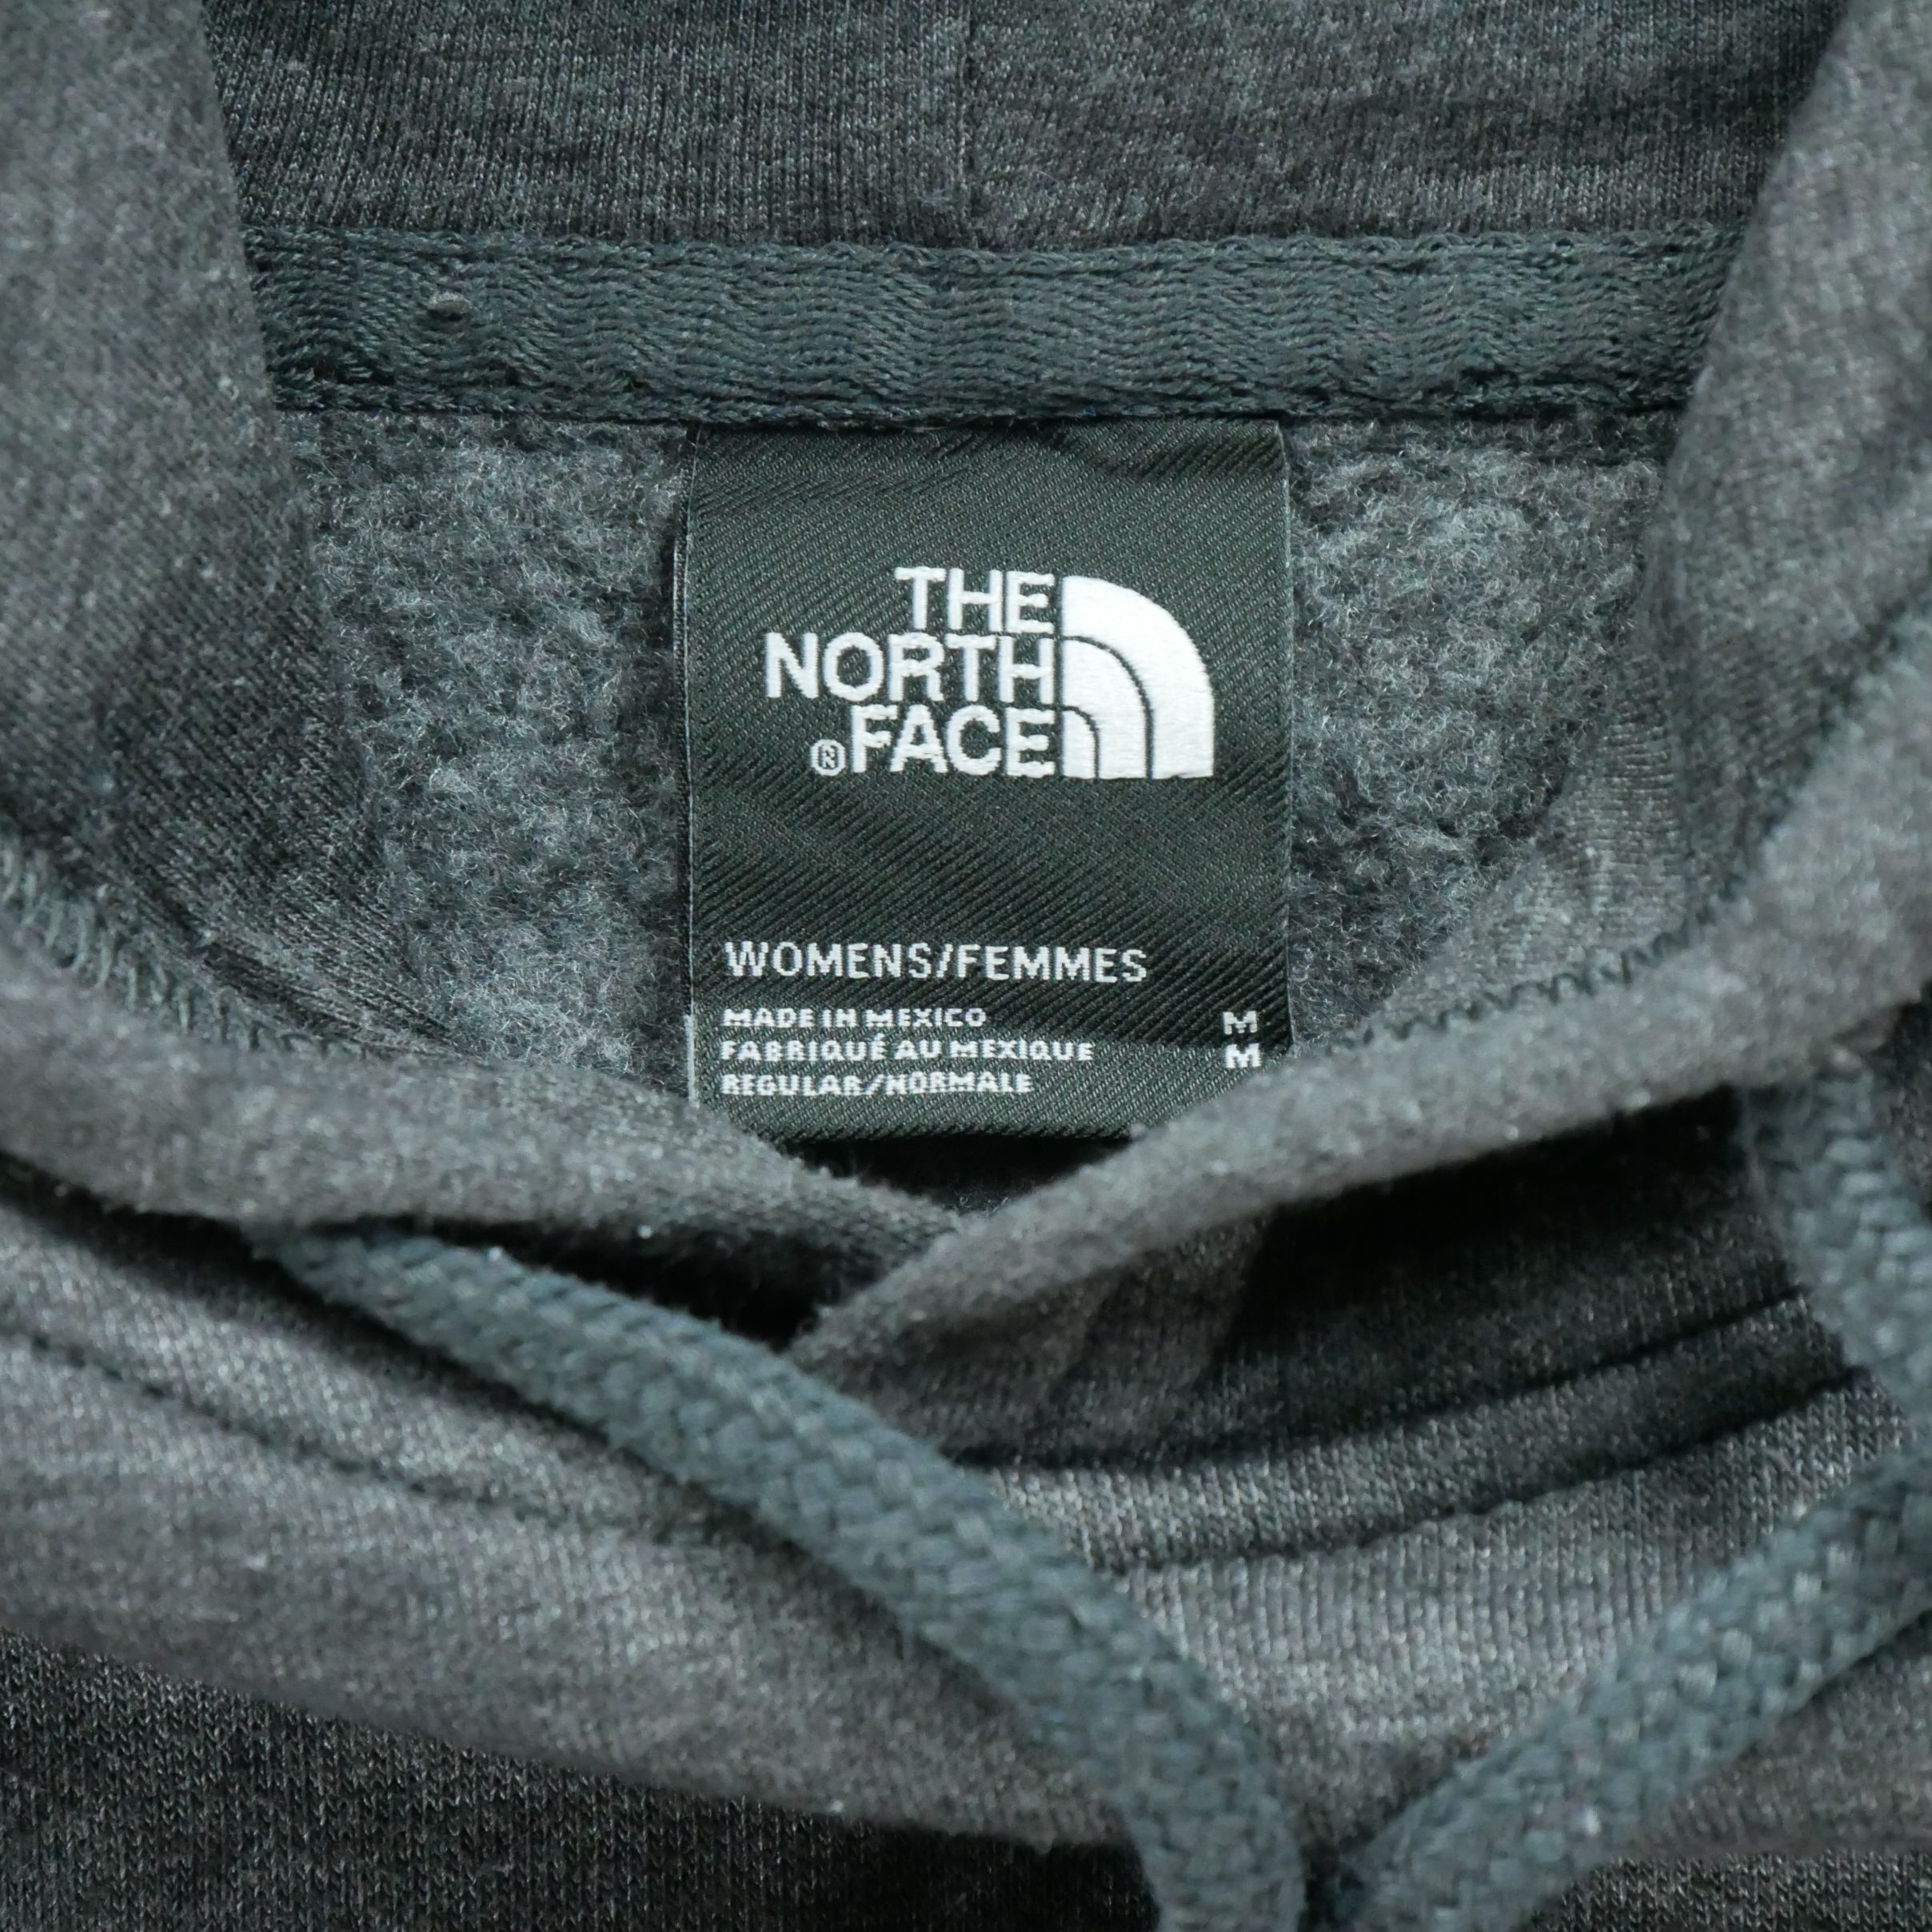 THE
NORTH
®FACE
WOMENS/FEMMES
MADE IN MEXICO M
FABRIQUÉ AU MEXIQUE M
REGULAR/NORMALE